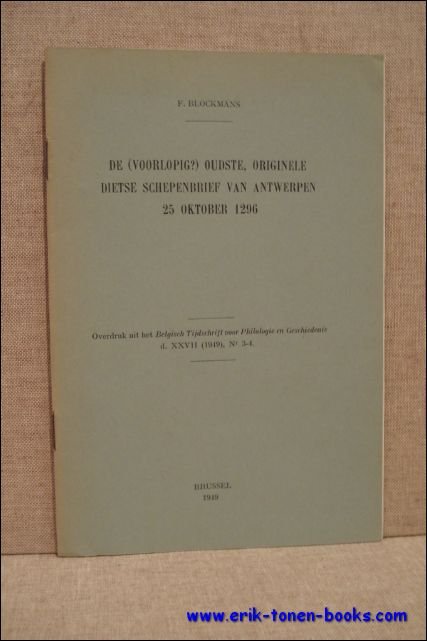 F. BLOCKMANS
DE (VOORLOPIG?) OUDSTE, ORIGINELE
DIETSE SCHEPENBRIEF VAN ANTWERPEN
25 OKTOBER 1296
Overdruk uit het Belgisch Tijdschrift voor Philologie en Geschiedenis
d. XXVII (1949), Nr 3-4.
BRUSSEL
1949
www.erik-tonen-books.com